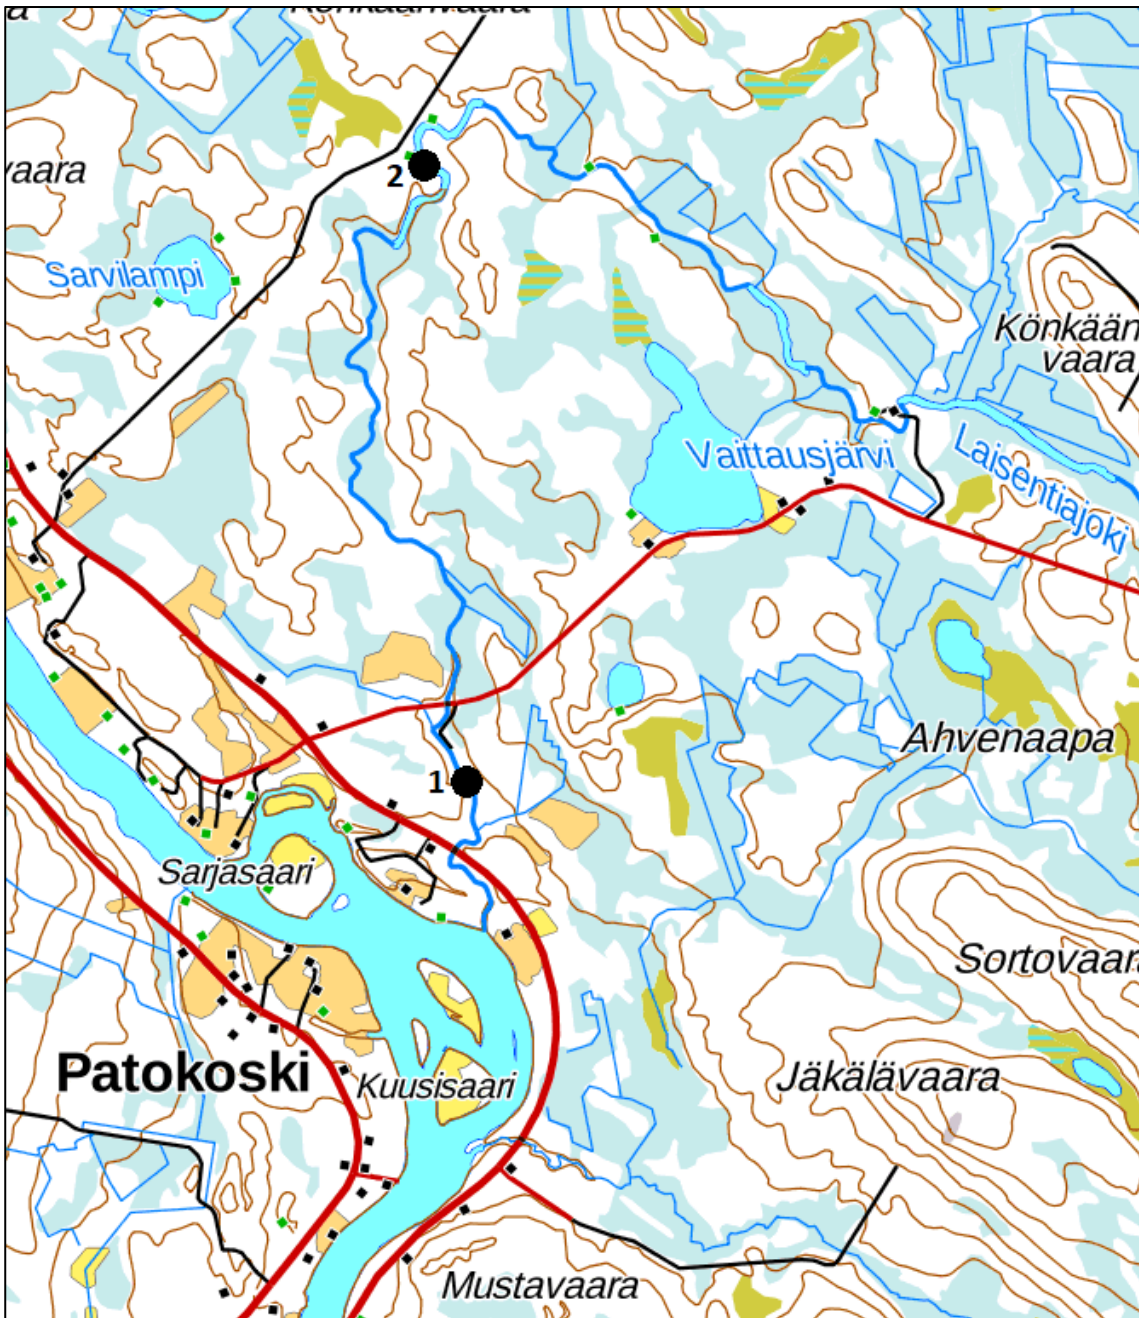 2
vaara
Sarvilampi
Könkään
vaara
Vaittausjärvi
Laisentiajoki
Ahvenaapa
1
Sarjasaari
Sortovaara
Patokoski
Kuusisaari
Jäkälävaara
Mustavaara